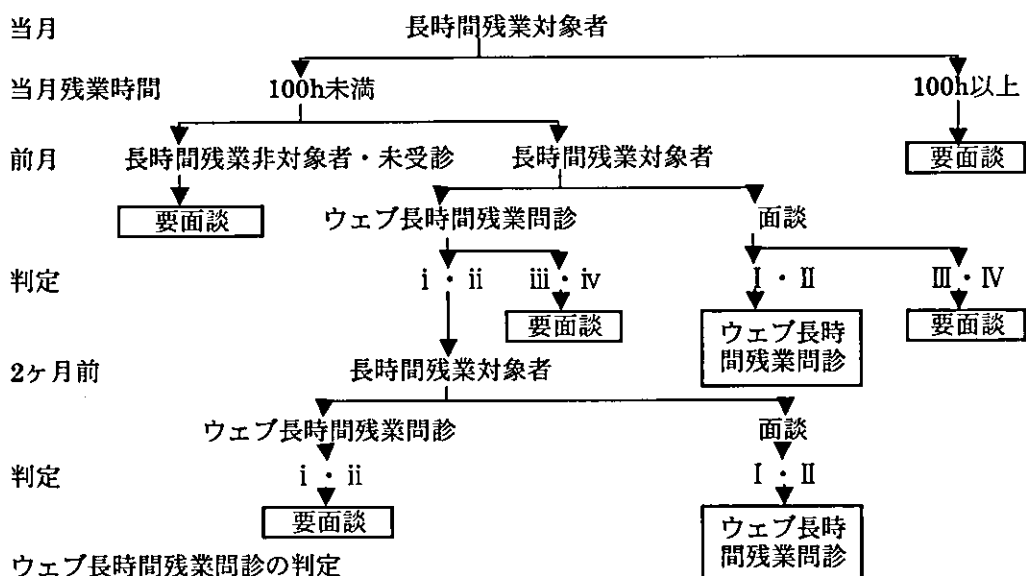 当月 長時間残業対象者
当月残業時間 100h未満 100h以上
前月 長時間残業非対象者・未受診 長時間残業対象者 要面談
要面談 ウェブ長時間残業問診 面談
判定 ⅰ・ⅱ ⅲ・ⅳ Ⅰ・Ⅱ Ⅲ・Ⅳ
要面談 ウェブ長時 要面談
間残業問診
2ヶ月前 長時間残業対象者
ウェブ長時間残業問診 面談
判定 ⅰ・ⅱ Ⅰ・Ⅱ
要面談 ウェブ長時
間残業問診
ウェブ長時間残業問診の判定